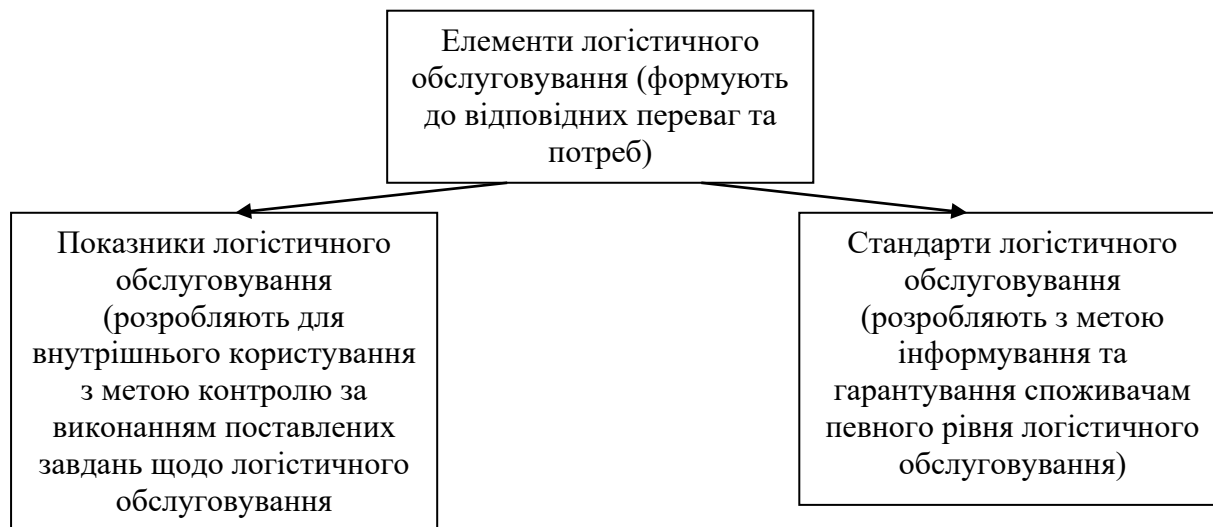 Елементи логістичного
обслуговування (формують
до відповідних переваг та
потреб)
Показники логістичного
обслуговування
(розробляють для
внутрішнього користування
з метою контролю за
виконанням поставлених
завдань щодо логістичного
обслуговування
Стандарти логістичного
обслуговування
(розробляють з метою
інформування та
гарантування споживачам
певного рівня логістичного
обслуговування)